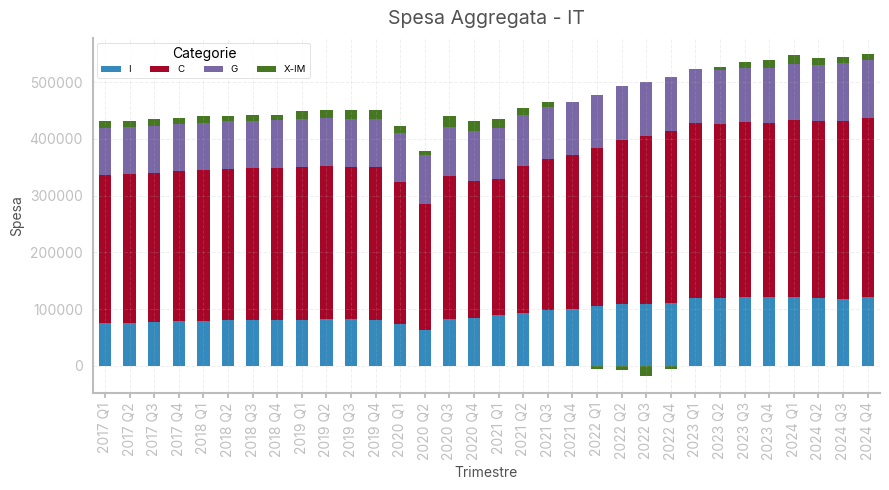 Spesa Aggregata - IT
Categorie
I C G X-IM
Spesa
500000
400000
300000
200000
100000
0
2017 Q1
2017 Q2
2017 Q3
2017 Q4
2018 Q1
2018 Q2
2018 Q3
2018 Q4
2019 Q1
2019 Q2
2019 Q3
2019 Q4
2020 Q1
2020 Q2
2020 Q3
2020 Q4
2021 Q1
2021 Q2
2021 Q3
2021 Q4
2022 Q1
2022 Q2
2022 Q3
2022 Q4
2023 Q1
2023 Q2
2023 Q3
2023 Q4
2024 Q1
2024 Q2
2024 Q3
2024 Q4
Trimestre